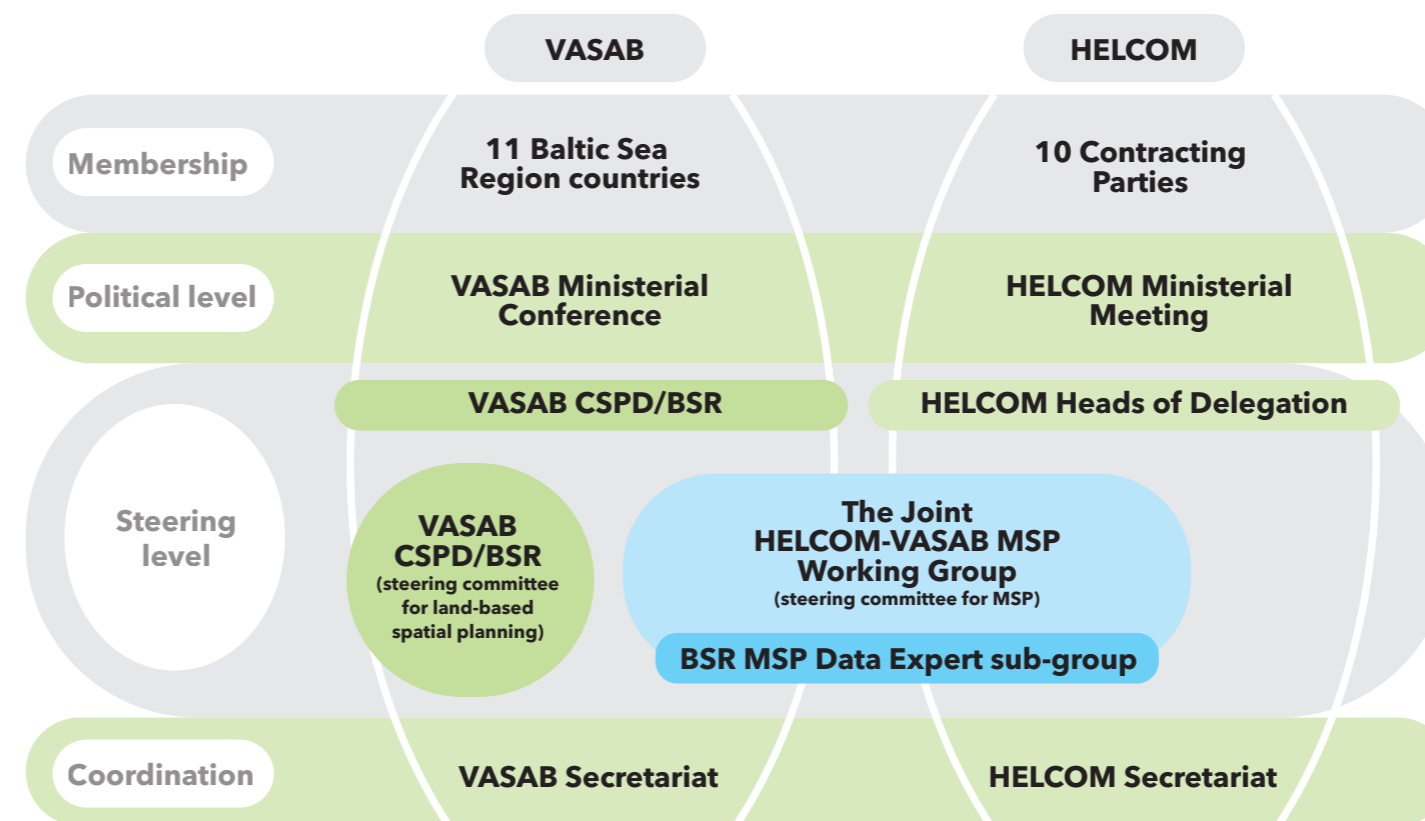 VASAB
HELCOM
Membership
11 Baltic Sea
Region countries
10 Contracting
Parties
Political level
VASAB Ministerial
Conference
HELCOM Ministerial
Meeting
VASAB CSPD/BSR
HELCOM Heads of Delegation
Steering
level
VASAB
CSPD/BSR
(steering committee
for land-based
spatial planning)
The Joint
HELCOM-VASAB MSP
Working Group
(steering committee for MSP)
BSR MSP Data Expert sub-group
Coordination
VASAB Secretariat
HELCOM Secretariat